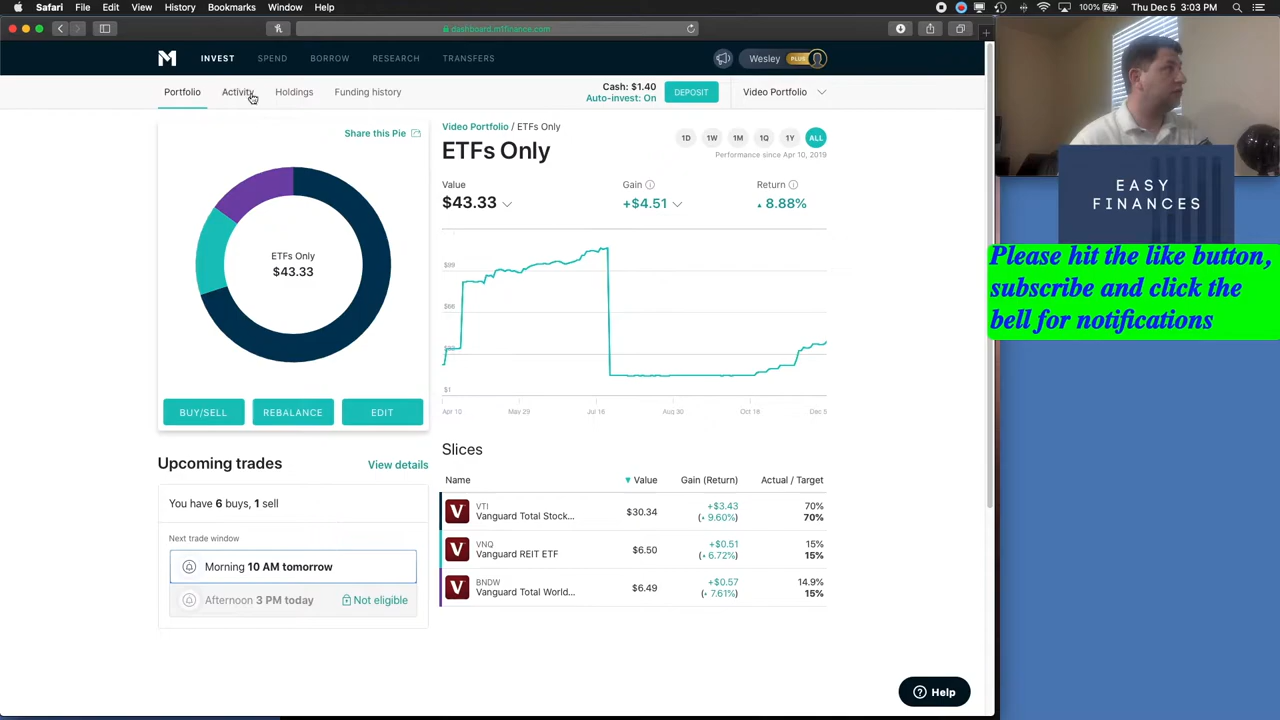 Safari File Edit View History Bookmarks Window Help
100% Thu Dec 5 3:03 PM
dashboard.m1finance.com
INVEST SPEND BORROW RESEARCH TRANSFERS
Wesley PLUS
Portfolio Activity Holdings Funding history
Cash: $1.40
Auto-invest: On
DEPOSIT
Video Portfolio
Share this Pie
ETFs Only
$43.33
BUY/SELL REBALANCE EDIT
Video Portfolio / ETFs Only
ETFs Only
1D 1W 1M 1Q 1Y ALL
Performance since Apr 10, 2019
Value
$43.33
Gain
+$4.51
Return
8.88%
$99
$66
$1
Apr 10 May 29 Jul 16 Aug 30 Oct 18 Dec 5
Upcoming trades View details
You have 6 buys, 1 sell
Next trade window
Morning 10 AM tomorrow
Afternoon 3 PM today Not eligible
Slices
Name Value Gain (Return) Actual / Target
VTI
Vanguard Total Stock...
$30.34
+$3.43
(9.60%)
70%
70%
VNQ
Vanguard REIT ETF
$6.50
+$0.51
(6.72%)
15%
15%
BNDW
Vanguard Total World...
$6.49
+$0.57
(7.61%)
14.9%
15%
Help
EASY
FINANCES
Please hit the like button,
subscribe and click the
bell for notifications